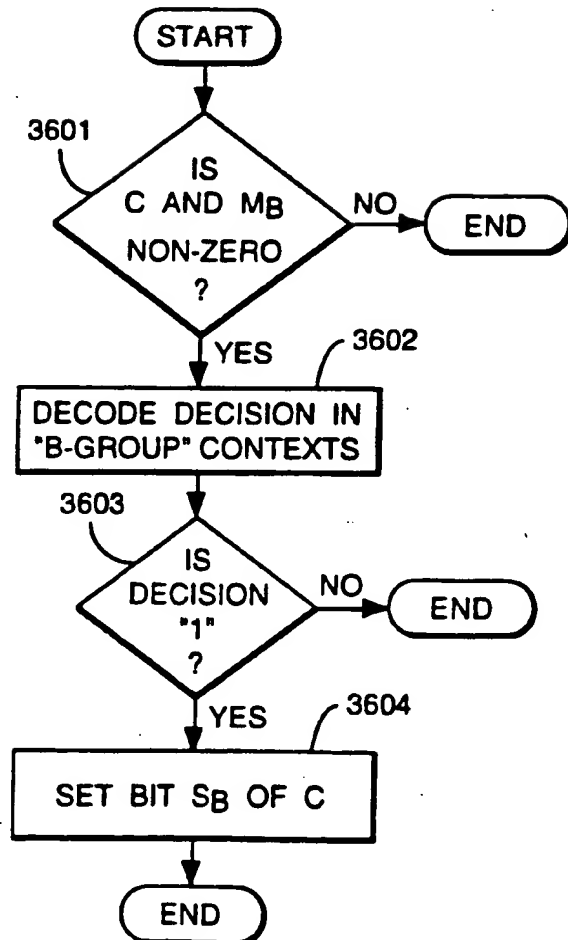 START
3601
IS
C AND MB
NON-ZERO
?
NO
END
YES
3602
DECODE DECISION IN
"B-GROUP" CONTEXTS
3603
IS
DECISION
"1"
?
NO
END
YES
3604
SET BIT SB OF C
END